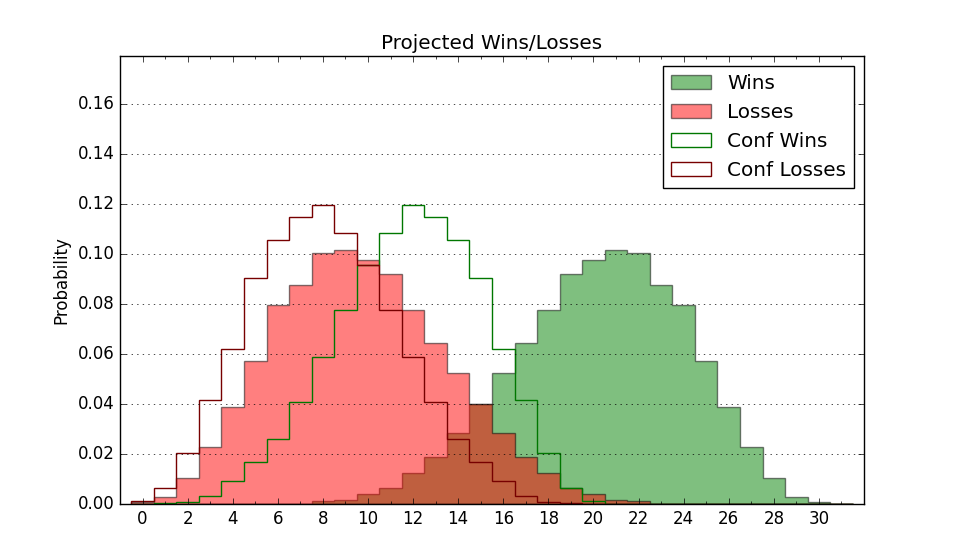 Projected Wins/Losses
Wins
Losses
Conf Wins
Conf Losses
Probability
0.16
0.14
0.12
0.10
0.08
0.06
0.04
0.02
0.00
0 2 4 6 8 10 12 14 16 18 20 22 24 26 28 30